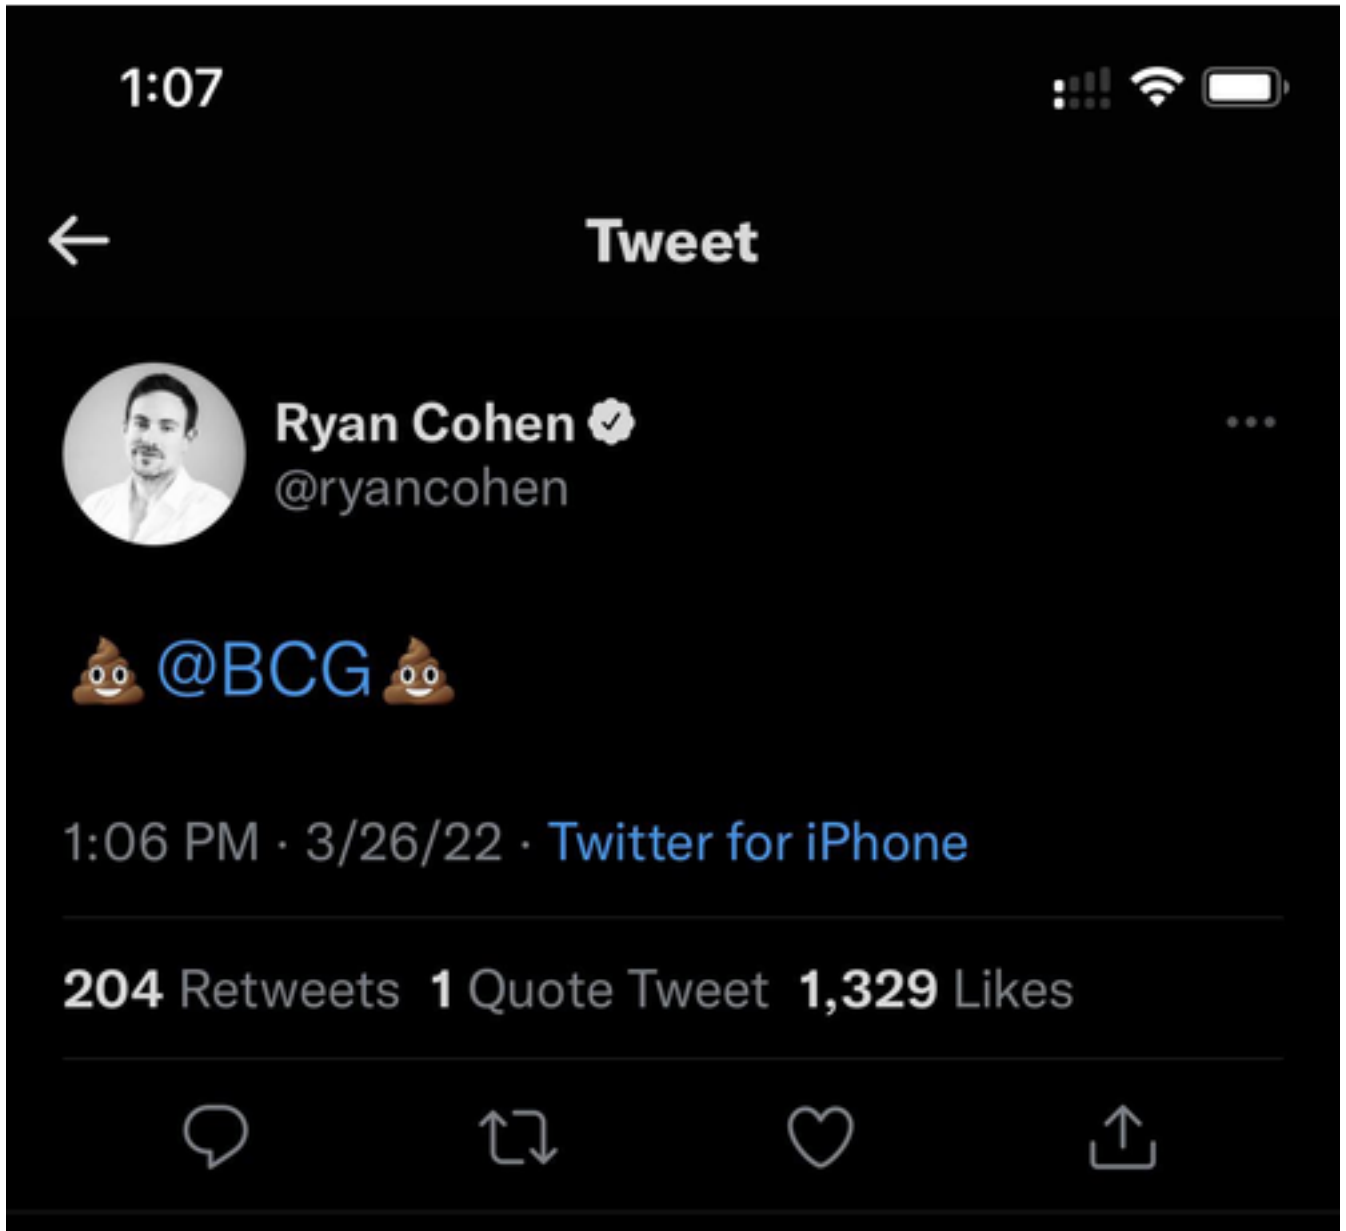 1:07
Tweet
Ryan Cohen
@ryancohen
💩 @BCG 💩
1:06 PM · 3/26/22 · Twitter for iPhone
204 Retweets 1 Quote Tweet 1,329 Likes